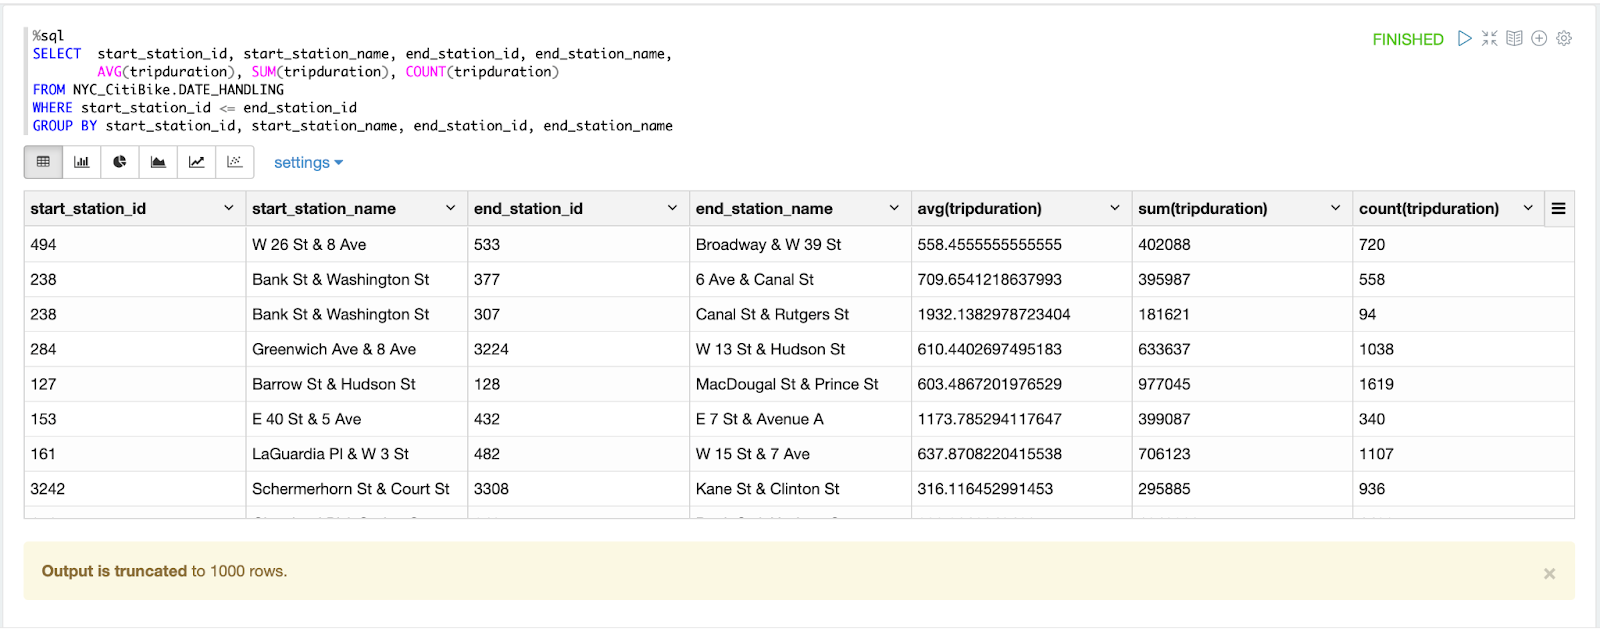 %sql
SELECT  start_station_id, start_station_name, end_station_id, end_station_name,
        AVG(tripduration), SUM(tripduration), COUNT(tripduration)
FROM NYC_CitiBike.DATE_HANDLING
WHERE start_station_id <= end_station_id
GROUP BY start_station_id, start_station_name, end_station_id, end_station_name
FINISHED
settings
start_station_id start_station_name end_station_id end_station_name avg(tripduration) sum(tripduration) count(tripduration)
494 W 26 St & 8 Ave 533 Broadway & W 39 St 558.4555555555555 402088 720
238 Bank St & Washington St 377 6 Ave & Canal St 709.6541218637993 395987 558
238 Bank St & Washington St 307 Canal St & Rutgers St 1932.1382978723404 181621 94
284 Greenwich Ave & 8 Ave 3224 W 13 St & Hudson St 610.4402697495183 633637 1038
127 Barrow St & Hudson St 128 MacDougal St & Prince St 603.4867201976529 977045 1619
153 E 40 St & 5 Ave 432 E 7 St & Avenue A 1173.785294117647 399087 340
161 LaGuardia Pl & W 3 St 482 W 15 St & 7 Ave 637.8708220415538 706123 1107
3242 Schermerhorn St & Court St 3308 Kane St & Clinton St 316.116452991453 295885 936
Output is truncated to 1000 rows.